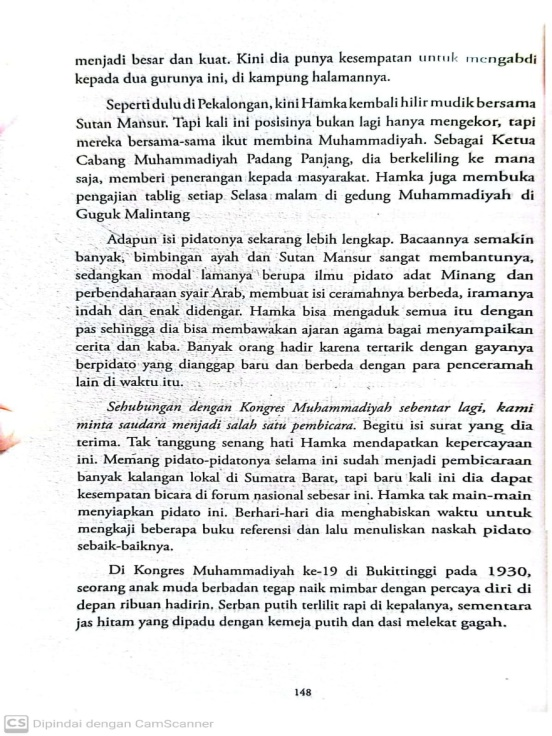 menjadi besar dan kuat. Kini dia punya kesempatan untuk mengabdi
kepada dua gurunya ini, di kampung halamannya.
Seperti dulu di Pekalongan, kini Hamka kembali hilir mudik bersama
Sutan Mansur. Tapi kali ini posisinya bukan lagi hanya mengekor, tapi
mereka bersama-sama ikut membina Muhammadiyah. Sebagai Ketua
Cabang Muhammadiyah Padang Panjang, dia berkeliling ke mana
saja, memberi penerangan kepada masyarakat. Hamka juga membuka
pengajian tablig setiap Selasa malam di gedung Muhammadiyah di
Guguk Malintang
Adapun isi pidatonya sekarang lebih lengkap. Bacaannya semakin
banyak, bimbingan ayah dan Sutan Mansur sangat membantunya,
sedangkan modal lamanya berupa ilmu pidato adat Minang dan
perbendaharaan syair Arab, membuat isi ceramahnya berbeda, iramanya
indah dan enak didengar. Hamka bisa mengaduk semua itu dengan
pas sehingga dia bisa membawakan ajaran agama bagai menyampaikan
cerita dan kaba. Banyak orang hadir karena tertarik dengan gayanya
berpidato yang dianggap baru dan berbeda dengan para penceramah
lain di waktu itu.
Sehubungan dengan Kongres Muhammadiyah sebentar lagi, kami
minta saudara menjadi salah satu pembicara. Begitu isi surat yang dia
terima. Tak tanggung senang hati Hamka mendapatkan kepercayaan
ini. Memang pidato-pidatonya selama ini sudah menjadi pembicaraan
banyak kalangan lokal di Sumatra Barat, tapi baru kali ini dia dapat
kesempatan bicara di forum nasional sebesar ini. Hamka tak main-main
menyiapkan pidato ini. Berhari-hari dia menghabiskan waktu untuk
mengkaji beberapa buku referensi dan lalu menuliskan naskah pidato
sebaik-baiknya.
Di Kongres Muhammadiyah ke-19 di Bukittinggi pada 1930,
seorang anak muda berbadan tegap naik mimbar dengan percaya diri di
depan ribuan hadirin. Serban putih terlilit rapi di kepalanya, sementara
jas hitam yang dipadu dengan kemeja putih dan dasi melekat gagah.
148
CS Dipindai dengan CamScanner